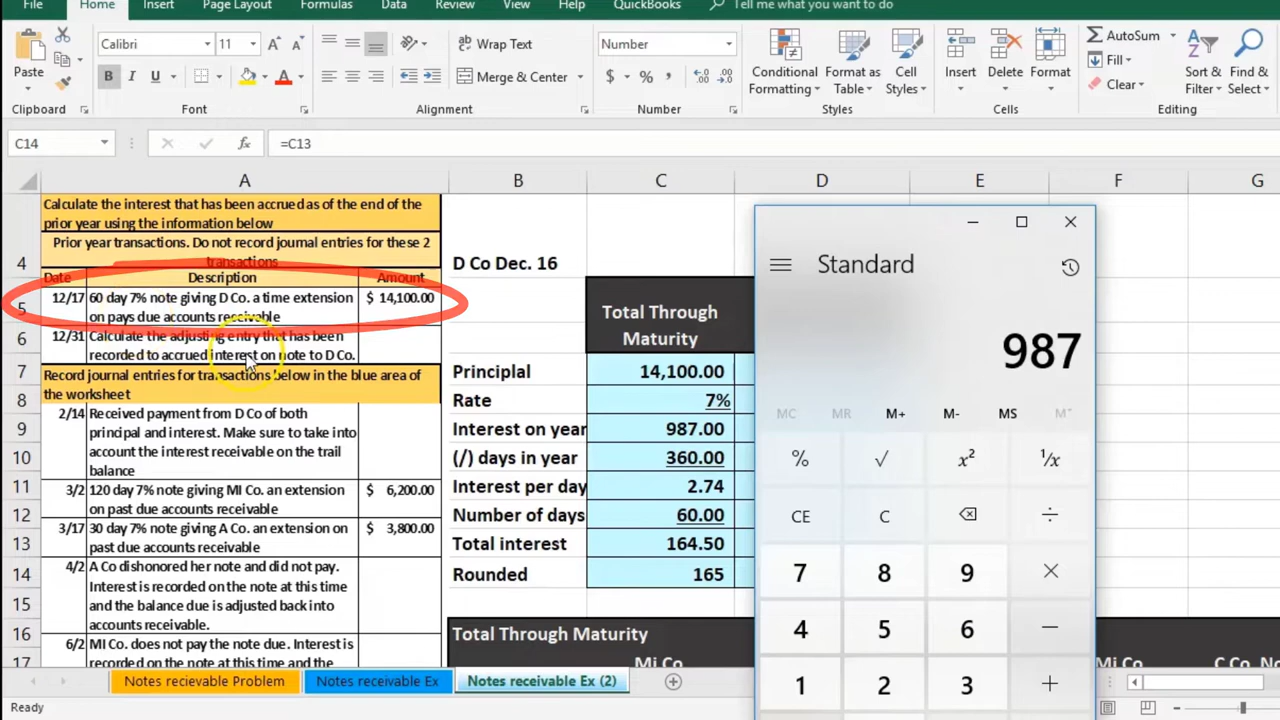 File Home Insert Page Layout Formulas Data Review View Help QuickBooks Tell me what you want to do
Paste
Calibri 11 A A
B I U A
ab Wrap Text
Merge & Center
Number
$ %
Conditional Formatting
Format as Table
Cell Styles
Insert Delete Format
AutoSum
Fill
Clear
Sort & Filter
Find & Select
Clipboard Font Alignment Number Styles Cells Editing
C14 fx =C13
A B C D E F G
Calculate the interest that has been accrued as of the end of the
prior year using the information below
4 Prior year transactions. Do not record journal entries for these 2
transactions
Date Description Amount
5 12/17 60 day 7% note giving D Co. a time extension $ 14,100.00
on pays due accounts receivable
6 12/31 Calculate the adjusting entry that has been
recorded to accrued interest on note to D Co.
7 Record journal entries for transactions below in the blue area of
8 the worksheet
2/14 Received payment from D Co of both
9 principal and interest. Make sure to take into
10 account the interest receivable on the trail
balance
11 3/2 120 day 7% note giving MI Co. an extension $ 6,200.00
12 on past due accounts receivable
13 3/17 30 day 7% note giving A Co. an extension on $ 3,800.00
past due accounts receivable
14 4/2 A Co dishonored her note and did not pay.
Interest is recorded on the note at this time
15 and the balance due is adjusted back into
accounts receivable.
16 6/2 MI Co. does not pay the note due. Interest is
17 recorded on the note at this time and the
D Co Dec. 16
Total Through
Maturity
Principlal 14,100.00
Rate 7%
Interest on year 987.00
(/) days in year 360.00
Interest per day 2.74
Number of days 60.00
Total interest 164.50
Rounded 165
Total Through Maturity
Mi Co
Mi Co
C Co. No
Standard
987
MC MR M+ M- MS M
% √ x² ¹/x
CE C ÷
7 8 9 ×
4 5 6 −
1 2 3 +
Notes recievable Problem Notes receivable Ex Notes receivable Ex (2)
Ready